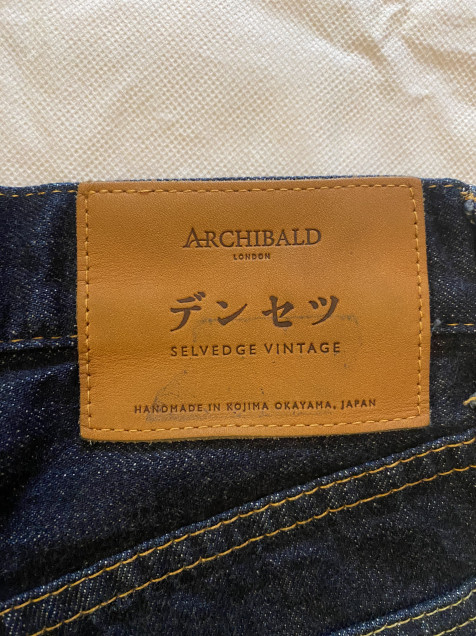 ARCHIBALD
LONDON
デンセツ
SELVEDGE VINTAGE
HANDMADE IN KOJIMA OKAYAMA, JAPAN